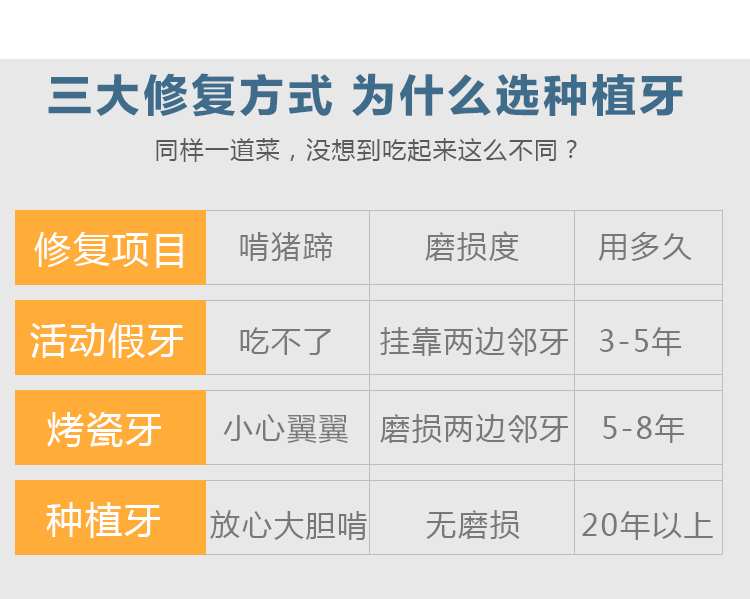 三大修复方式 为什么选种植牙
同样一道菜，没想到吃起来这么不同？
修复项目 啃猪蹄 磨损度 用多久
活动假牙 吃不了 挂靠两边邻牙 3-5年
烤瓷牙 小心翼翼 磨损两边邻牙 5-8年
种植牙 放心大胆啃 无磨损 20年以上